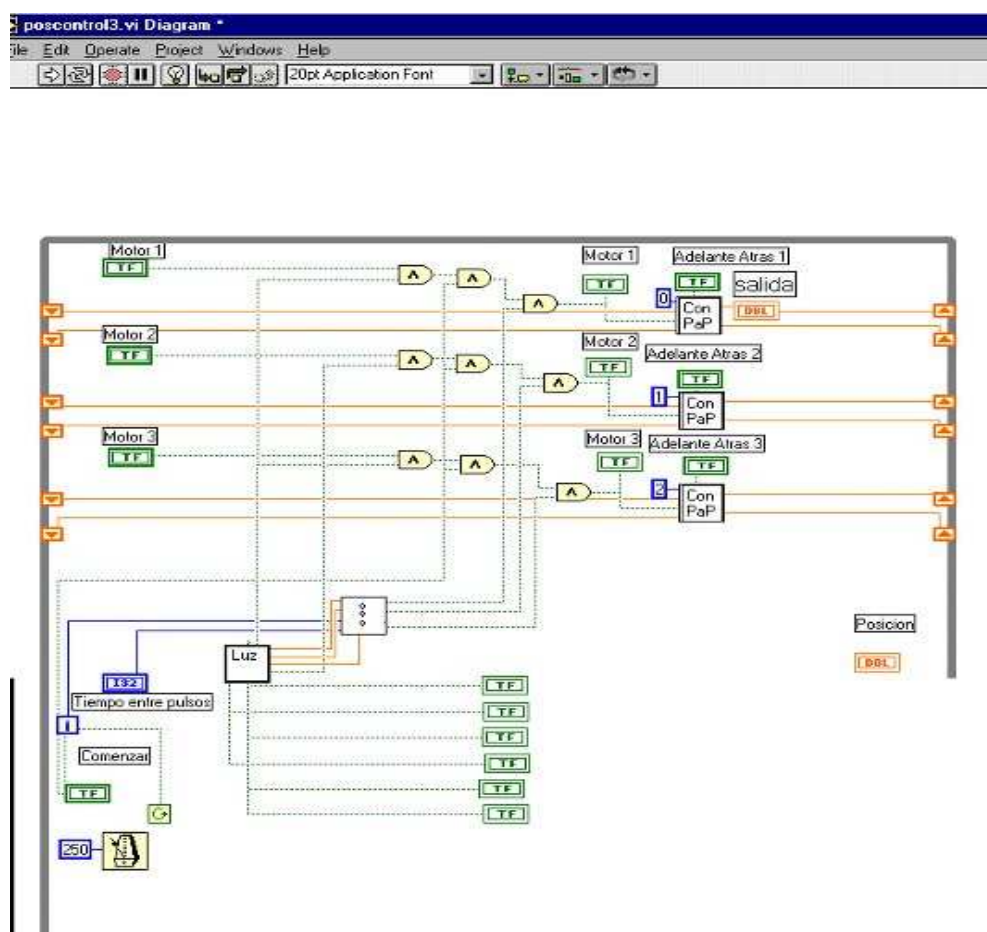 poscontrol3.vi Diagram *
File Edit Operate Project Windows Help
20pt Application Font
Motor 1
TF
Motor 1
TF
Adelante Atras 1
TF
salida
0
Con
PaP
DBL
Motor 2
TF
Motor 2
TF
Adelante Atras 2
TF
1
Con
PaP
Motor 3
TF
Motor 3
TF
Adelante Atras 3
TF
2
Con
PaP
Posicion
DBL
Luz
I32
Tiempo entre pulsos
i
Comenzar
TF
TF
TF
TF
TF
TF
TF
250